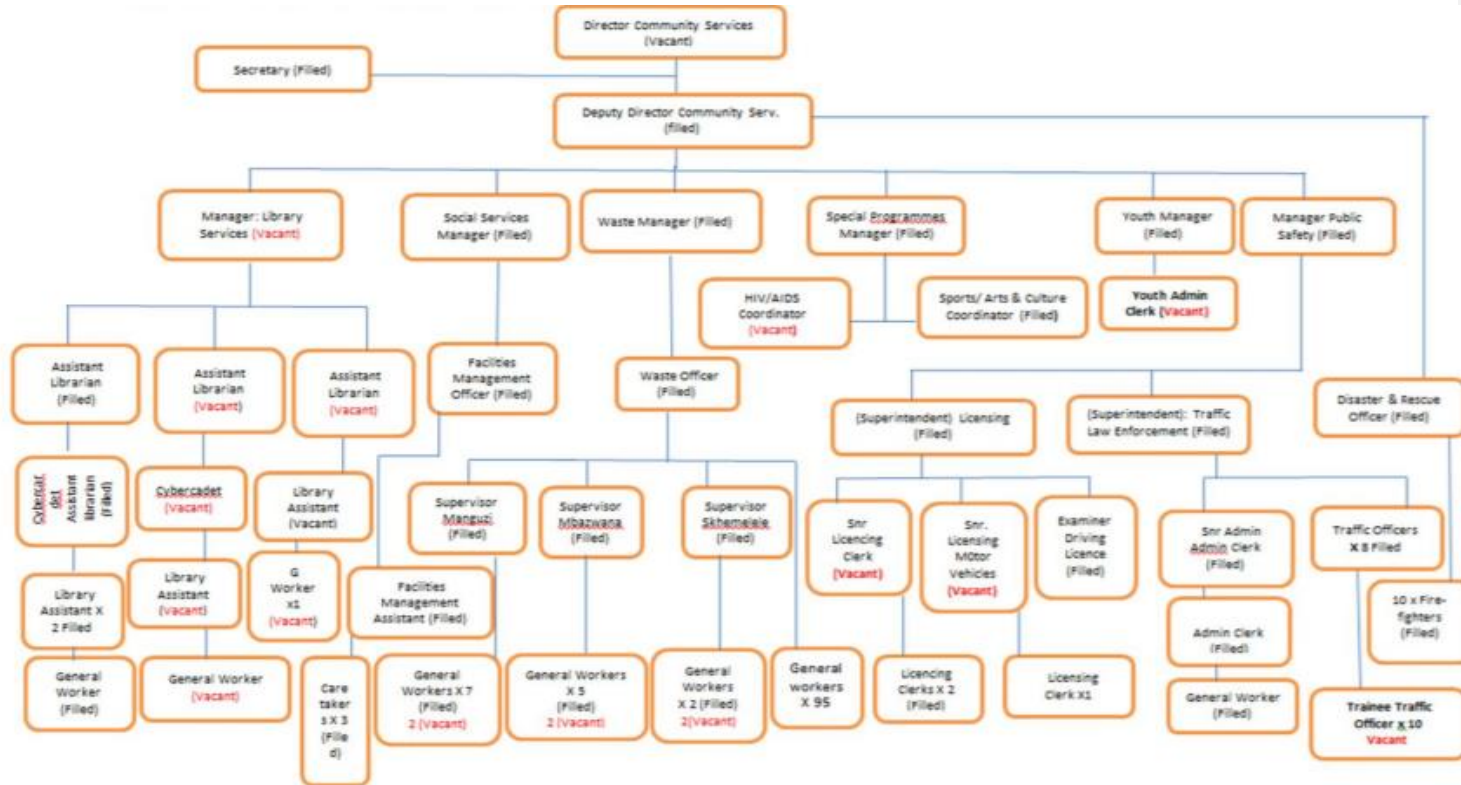 Director Community Services
(Vacant)
Secretary (Filled)
Deputy Director Community Serv.
(filled)
Manager: Library
Services (Vacant)
Social Services
Manager (Filled)
Waste Manager (Filled)
Special Programmes
Manager (Filled)
Youth Manager
(Filled)
Manager Public
Safety (Filled)
HIV/AIDS
Coordinator
(Vacant)
Sports/ Arts & Culture
Coordinator (Filled)
Youth Admin
Clerk (Vacant)
Assistant
Librarian
(Filled)
Assistant
Librarian
(Vacant)
Assistant
Librarian
(Vacant)
Facilities
Management
Officer (Filled)
Waste Officer
(Filled)
(Superintendent) Licensing
(Filled)
(Superintendent): Traffic
Law Enforcement (Filled)
Disaster & Rescue
Officer (Filled)
Cybercar
det
Assistant
librarian
(Filled)
Cybercadet
(Vacant)
Library
Assistant
(Vacant)
Supervisor
Manguzi
(Filled)
Supervisor
Mbazwana
(Filled)
Supervisor
Skhemelele
(Filled)
Snr
Licencing
Clerk
(Vacant)
Snr.
Licensing
M0tor
Vehicles
(Vacant)
Examiner
Driving
Licence
(Filled)
Snr Admin
Admin Clerk
(Filled)
Traffic Officers
X 8 Filled
Library
Assistant X
2 Filled
Library
Assistant
(Vacant)
G
Worker
x1
(Vacant)
Facilities
Management
Assistant (Filled)
Admin Clerk
(Filled)
10 x Fire-
fighters
(Filled)
General
Worker
(Filled)
General Worker
(Vacant)
Care
taker
s X 3
(Fille
d)
General
Workers X 7
(Filled)
2 (Vacant)
General Workers
X 5
(Filled)
2 (Vacant)
General
Workers
X 2 (Filled)
2(Vacant)
General
workers
X 95
Licencing
Clerks X 2
(Filled)
Licensing
Clerk X1
General Worker
(Filled)
Trainee Traffic
Officer x 10
Vacant